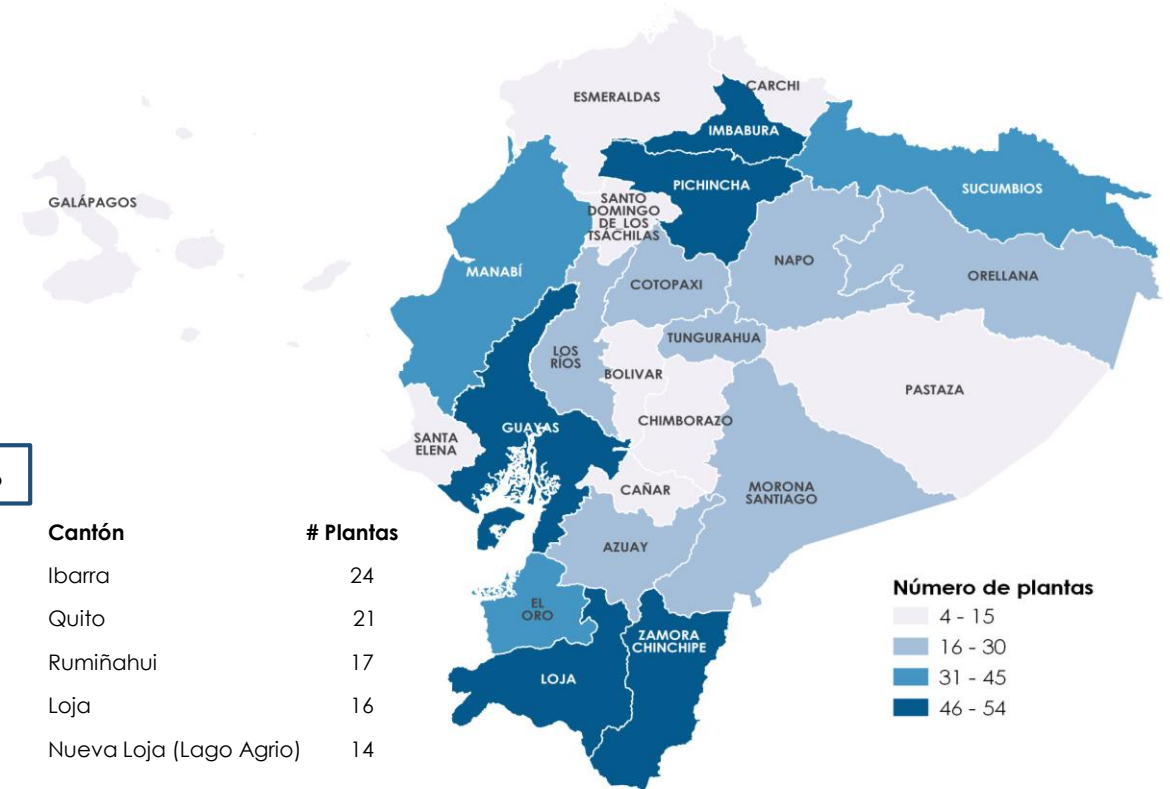 CARCHI
ESMERALDAS
IMBABURA
PICHINCHA
SUCUMBIOS
GALÁPAGOS
SANTO
DOMINGO
DE LOS
TSÁCHILAS
MANABÍ
NAPO
COTOPAXI
ORELLANA
TUNGURAHUA
LOS
RÍOS
BOLIVAR
PASTAZA
CHIMBORAZO
GUAYAS
SANTA
ELENA
CAÑAR
MORONA
SANTIAGO
AZUAY
EL
ORO
ZAMORA
CHINCHIPE
LOJA
Cantón # Plantas
Ibarra 24
Quito 21
Rumiñahui 17
Loja 16
Nueva Loja (Lago Agrio) 14
Número de plantas
4 - 15
16 - 30
31 - 45
46 - 54